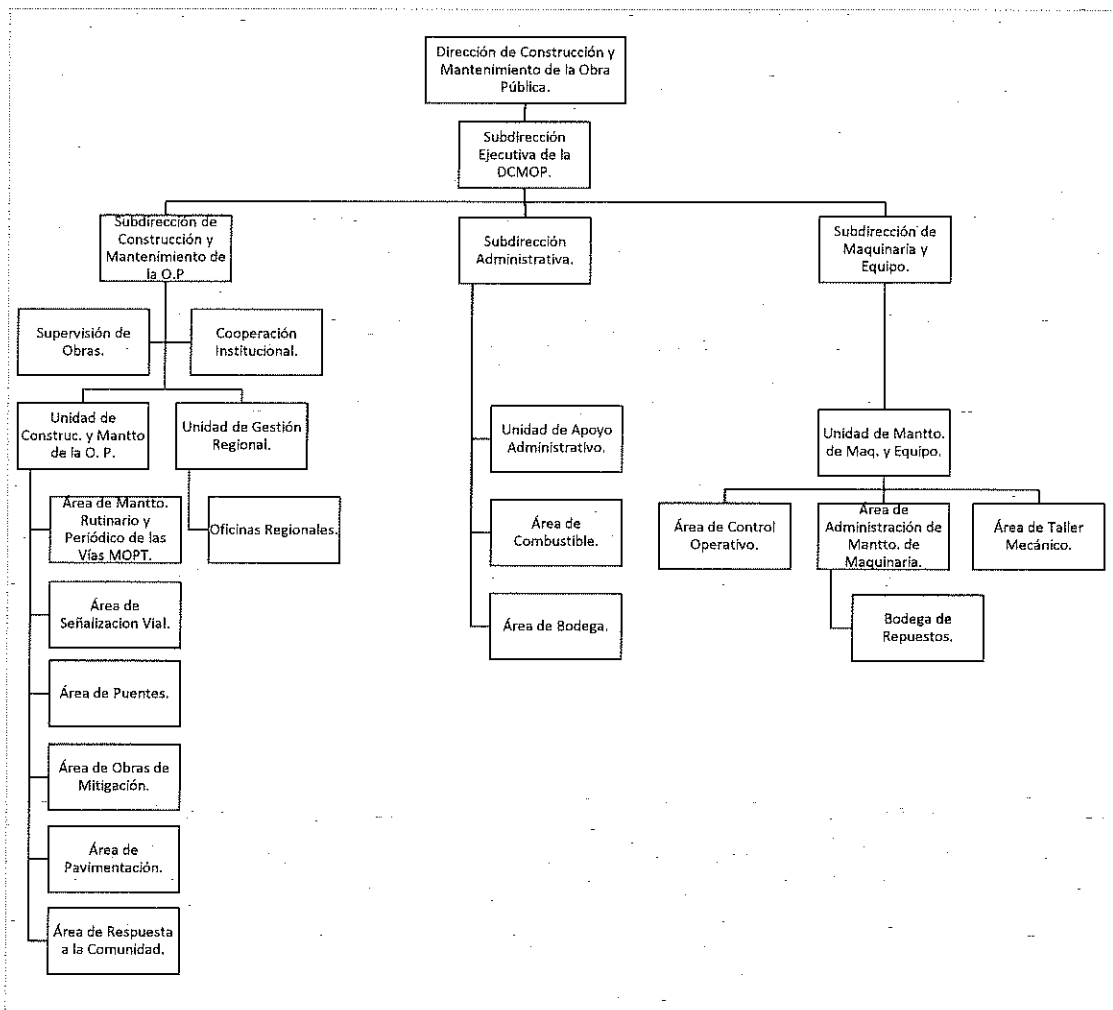 Dirección de Construcción y
Mantenimiento de la Obra
Pública.
Subdirección
Ejecutiva de la
DCMOP.
Subdirección de
Construcción y
Mantenimiento de
la O.P
Subdirección
Administrativa.
Subdirección de
Maquinaria y
Equipo.
Supervisión de
Obras.
Cooperación
Institucional.
Unidad de
Construc. y Mantto
de la O. P.
Unidad de Gestión
Regional.
Unidad de Apoyo
Administrativo.
Unidad de Mantto.
de Maq. y Equipo.
Área de Mantto.
Rutinario y
Periódico de las
Vías MOPT.
Oficinas Regionales.
Área de
Combustible.
Área de Control
Operativo.
Área de
Administración de
Mantto. de
Maquinaria.
Área de Taller
Mecánico.
Área de
Señalizacion Vial.
Área de Bodega.
Bodega de
Repuestos.
Área de Puentes.
Área de Obras de
Mitigación.
Área de
Pavimentación.
Área de Respuesta
a la Comunidad.